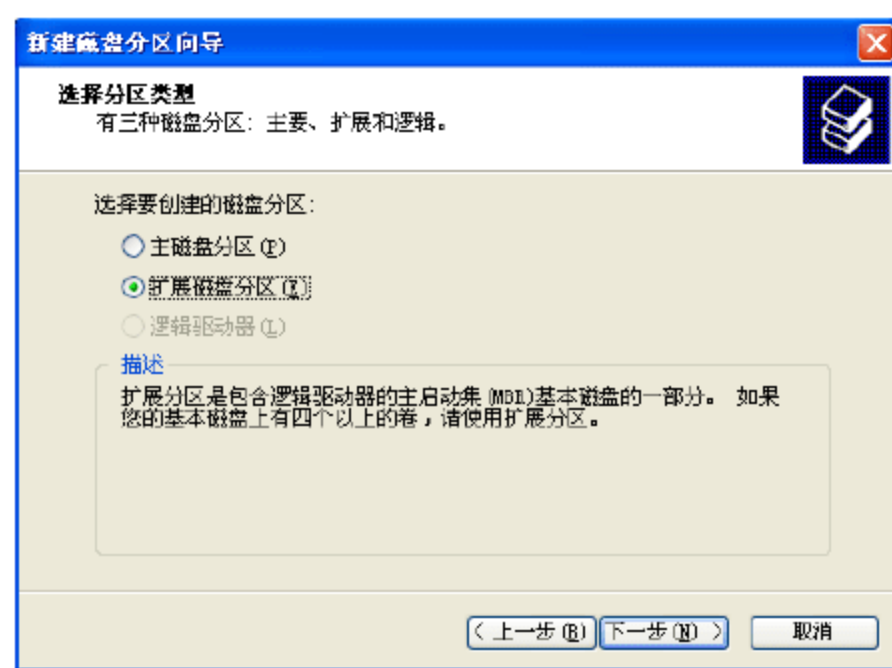 新建磁盘分区向导
选择分区类型
有三种磁盘分区: 主要、扩展和逻辑。
选择要创建的磁盘分区:
主磁盘分区(P)
扩展磁盘分区(E)
逻辑驱动器(L)
描述
扩展分区是包含逻辑驱动器的主启动集(MBR)基本磁盘的一部分。 如果
您的基本磁盘上有四个以上的卷,请使用扩展分区。
< 上一步(B) 下一步(N) > 取消